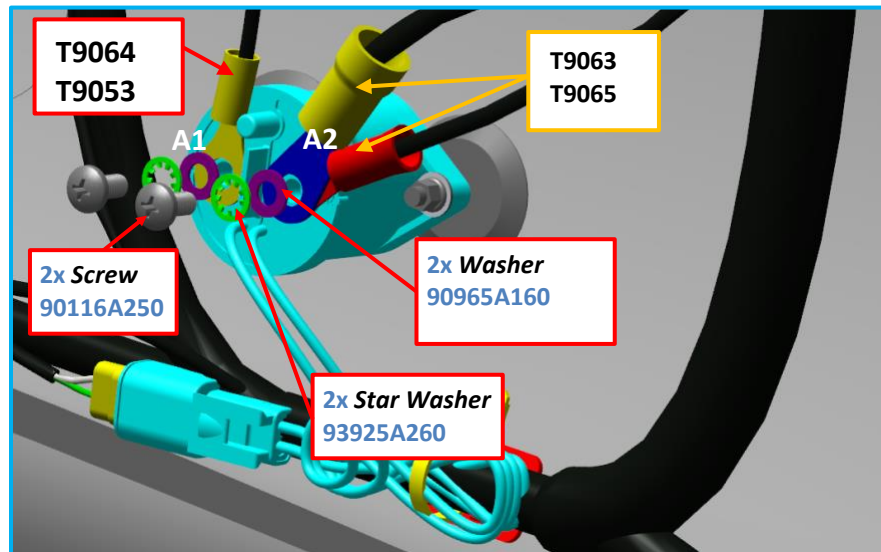 T9064
T9053
T9063
T9065
A1
A2
2x Screw
90116A250
2x Washer
90965A160
2x Star Washer
93925A260